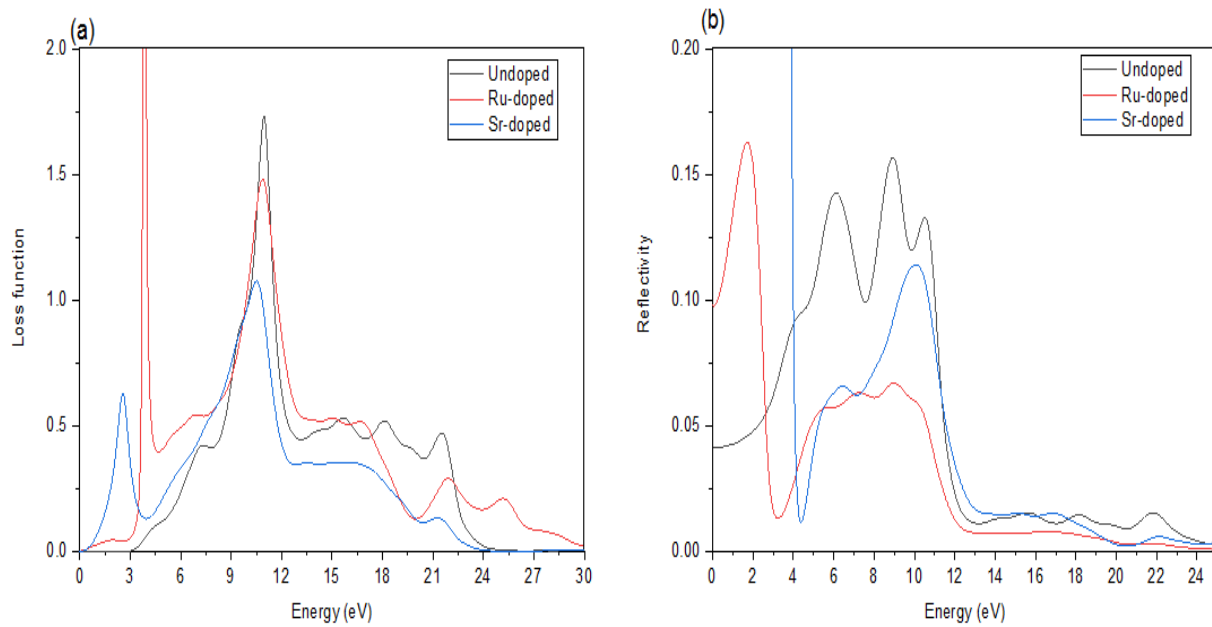 (a)
2.0
1.5
1.0
0.5
0.0
Loss function
Undoped
Ru-doped
Sr-doped
0 3 6 9 12 15 18 21 24 27 30
Energy (eV)
(b)
0.20
0.15
0.10
0.05
0.00
Reflectivity
Undoped
Ru-doped
Sr-doped
0 2 4 6 8 10 12 14 16 18 20 22 24
Energy (eV)